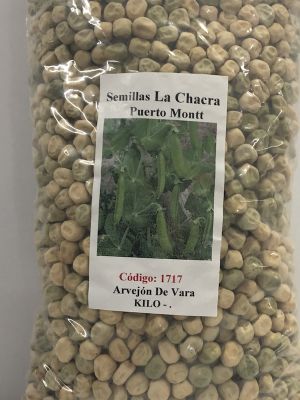 Semillas La Chacra
Puerto Montt
Código: 1717
Arvejón De Vara
KILO - .